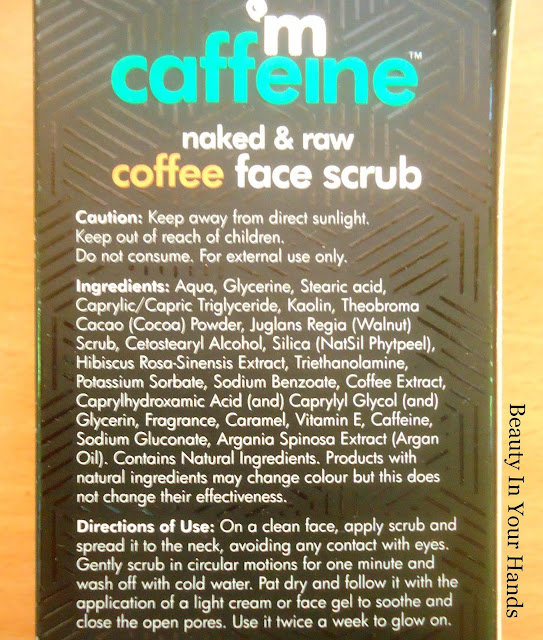 'm
caffeine™
naked & raw
coffee face scrub
Caution: Keep away from direct sunlight.
Keep out of reach of children.
Do not consume. For external use only.
Ingredients: Aqua, Glycerine, Stearic acid,
Caprylic/Capric Triglyceride, Kaolin, Theobroma
Cacao (Cocoa) Powder, Juglans Regia (Walnut)
Scrub, Cetostearyl Alcohol, Silica (NatSil Phytpeel),
Hibiscus Rosa-Sinensis Extract, Triethanolamine,
Potassium Sorbate, Sodium Benzoate, Coffee Extract,
Caprylhydroxamic Acid (and) Caprylyl Glycol (and)
Glycerin, Fragrance, Caramel, Vitamin E, Caffeine,
Sodium Gluconate, Argania Spinosa Extract (Argan
Oil). Contains Natural Ingredients. Products with
natural ingredients may change colour but this does
not change their effectiveness.
Directions of Use: On a clean face, apply scrub and
spread it to the neck, avoiding any contact with eyes.
Gently scrub in circular motions for one minute and
wash off with cold water. Pat dry and follow it with the
application of a light cream or face gel to soothe and
close the open pores. Use it twice a week to glow on.
Beauty In Your Hands